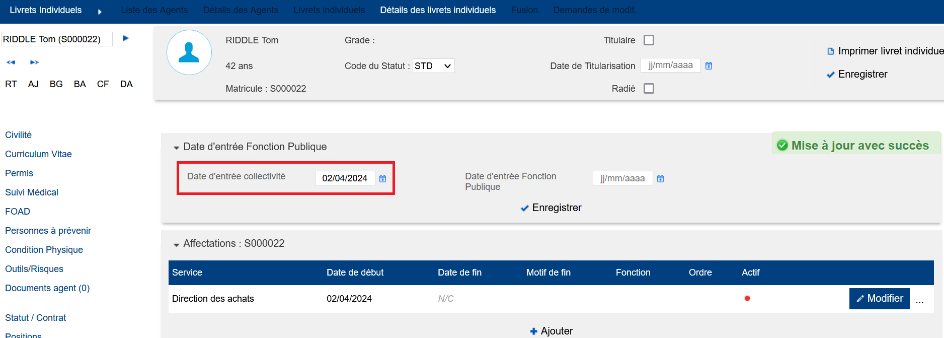 Livrets Individuels Liste des Agents Détails des Agents Livrets individuels Détails des livrets individuels Fusion Demandes de modif.
RIDDLE Tom (S000022)
RT AJ BG BA CF DA
RIDDLE Tom Grade : Titulaire
42 ans Code du Statut : STD Date de Titularisation jj/mm/aaaa
Matricule : S000022 Radié
Imprimer livret individue
Enregistrer
Civilité
Curriculum Vitae
Permis
Suivi Médical
FOAD
Personnes à prévenir
Condition Physique
Outils/Risques
Documents agent (0)
Statut / Contrat
Positions
Date d'entrée Fonction Publique
Mise à jour avec succès
Date d'entrée collectivité 02/04/2024
Date d'entrée Fonction
Publique
jj/mm/aaaa
Enregistrer
Affectations : S000022
Service Date de début Date de fin Motif de fin Fonction Ordre Actif
Direction des achats 02/04/2024 N/C Modifier ...
Ajouter